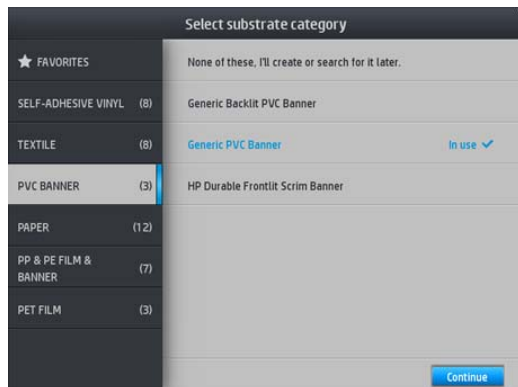 Select substrate category
FAVORITES
SELF-ADHESIVE VINYL (8)
TEXTILE (8)
PVC BANNER (3)
PAPER (12)
PP & PE FILM &
BANNER (7)
PET FILM (3)
None of these, I'll create or search for it later.
Generic Backlit PVC Banner
Generic PVC Banner In use
HP Durable Frontlit Scrim Banner
Continue